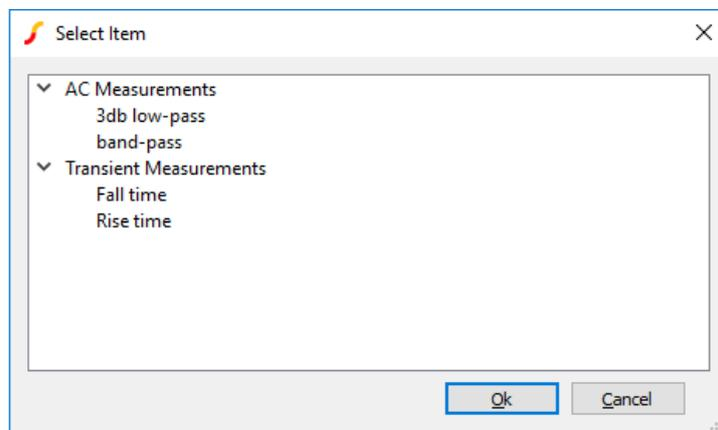 Select Item
AC Measurements
3db low-pass
band-pass
Transient Measurements
Fall time
Rise time
Ok
Cancel